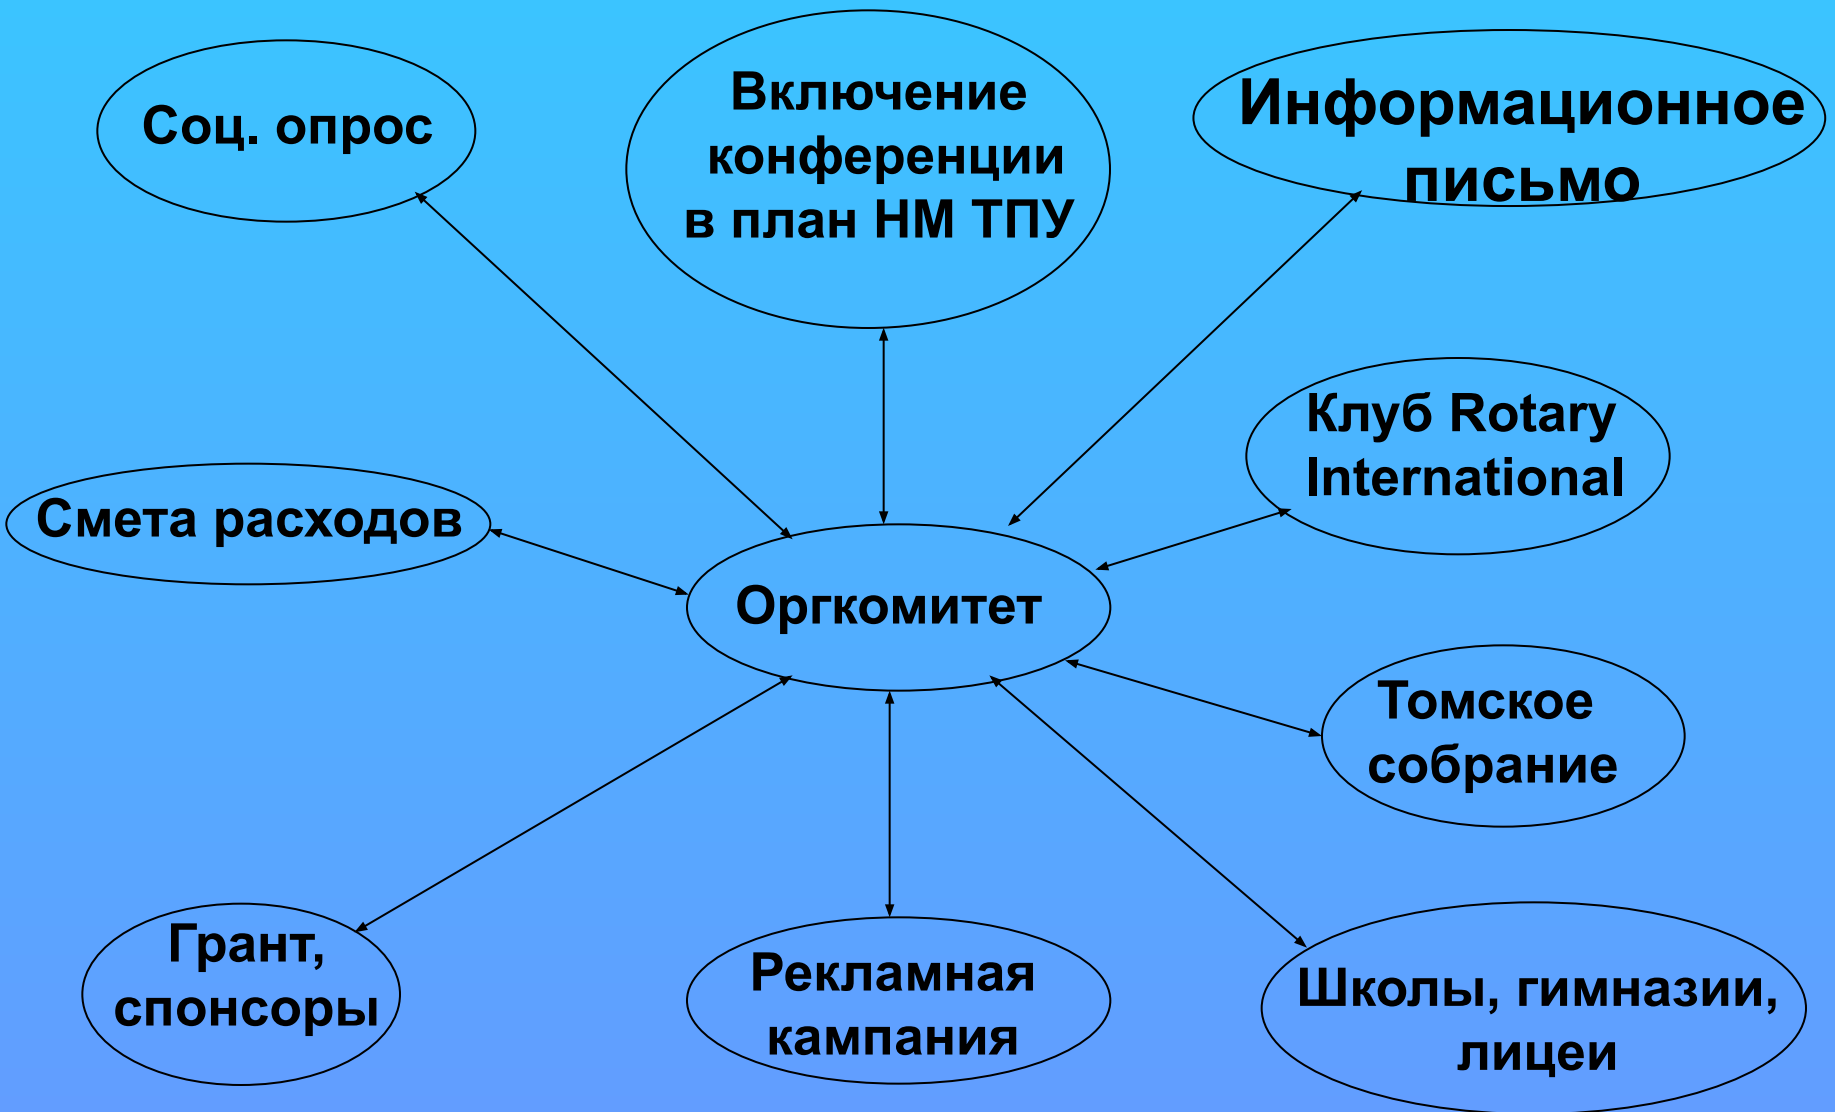 Соц. опрос
Включение
конференции
в план НМ ТПУ
Информационное
письмо
Клуб Rotary
International
Смета расходов
Оргкомитет
Томское
собрание
Грант,
спонсоры
Рекламная
кампания
Школы, гимназии,
лицеи